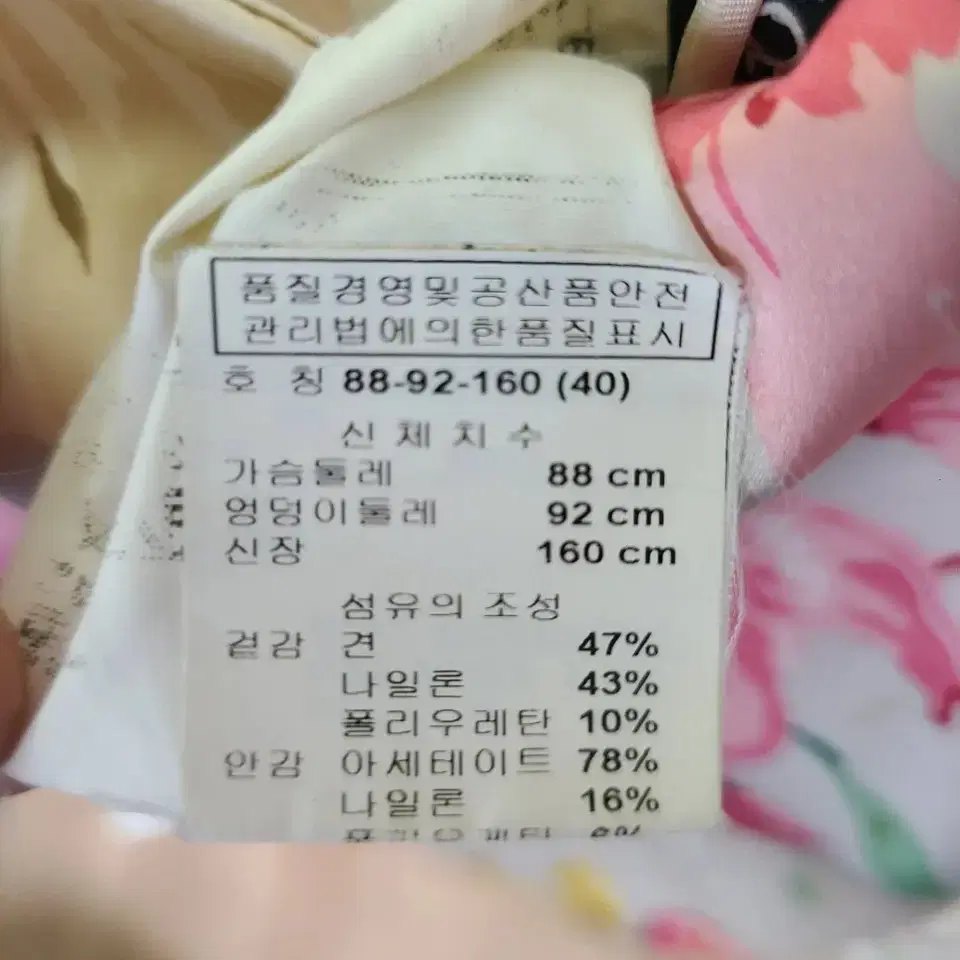 품질경영및공산품안전
관리법에의한품질표시
호 칭 88-92-160 (40)
신체치수
가슴둘레 88 cm
엉덩이둘레 92 cm
신장 160 cm
섬유의 조성
겉감 견 47%
나일론 43%
폴리우레탄 10%
안감 아세테이트 78%
나일론 16%